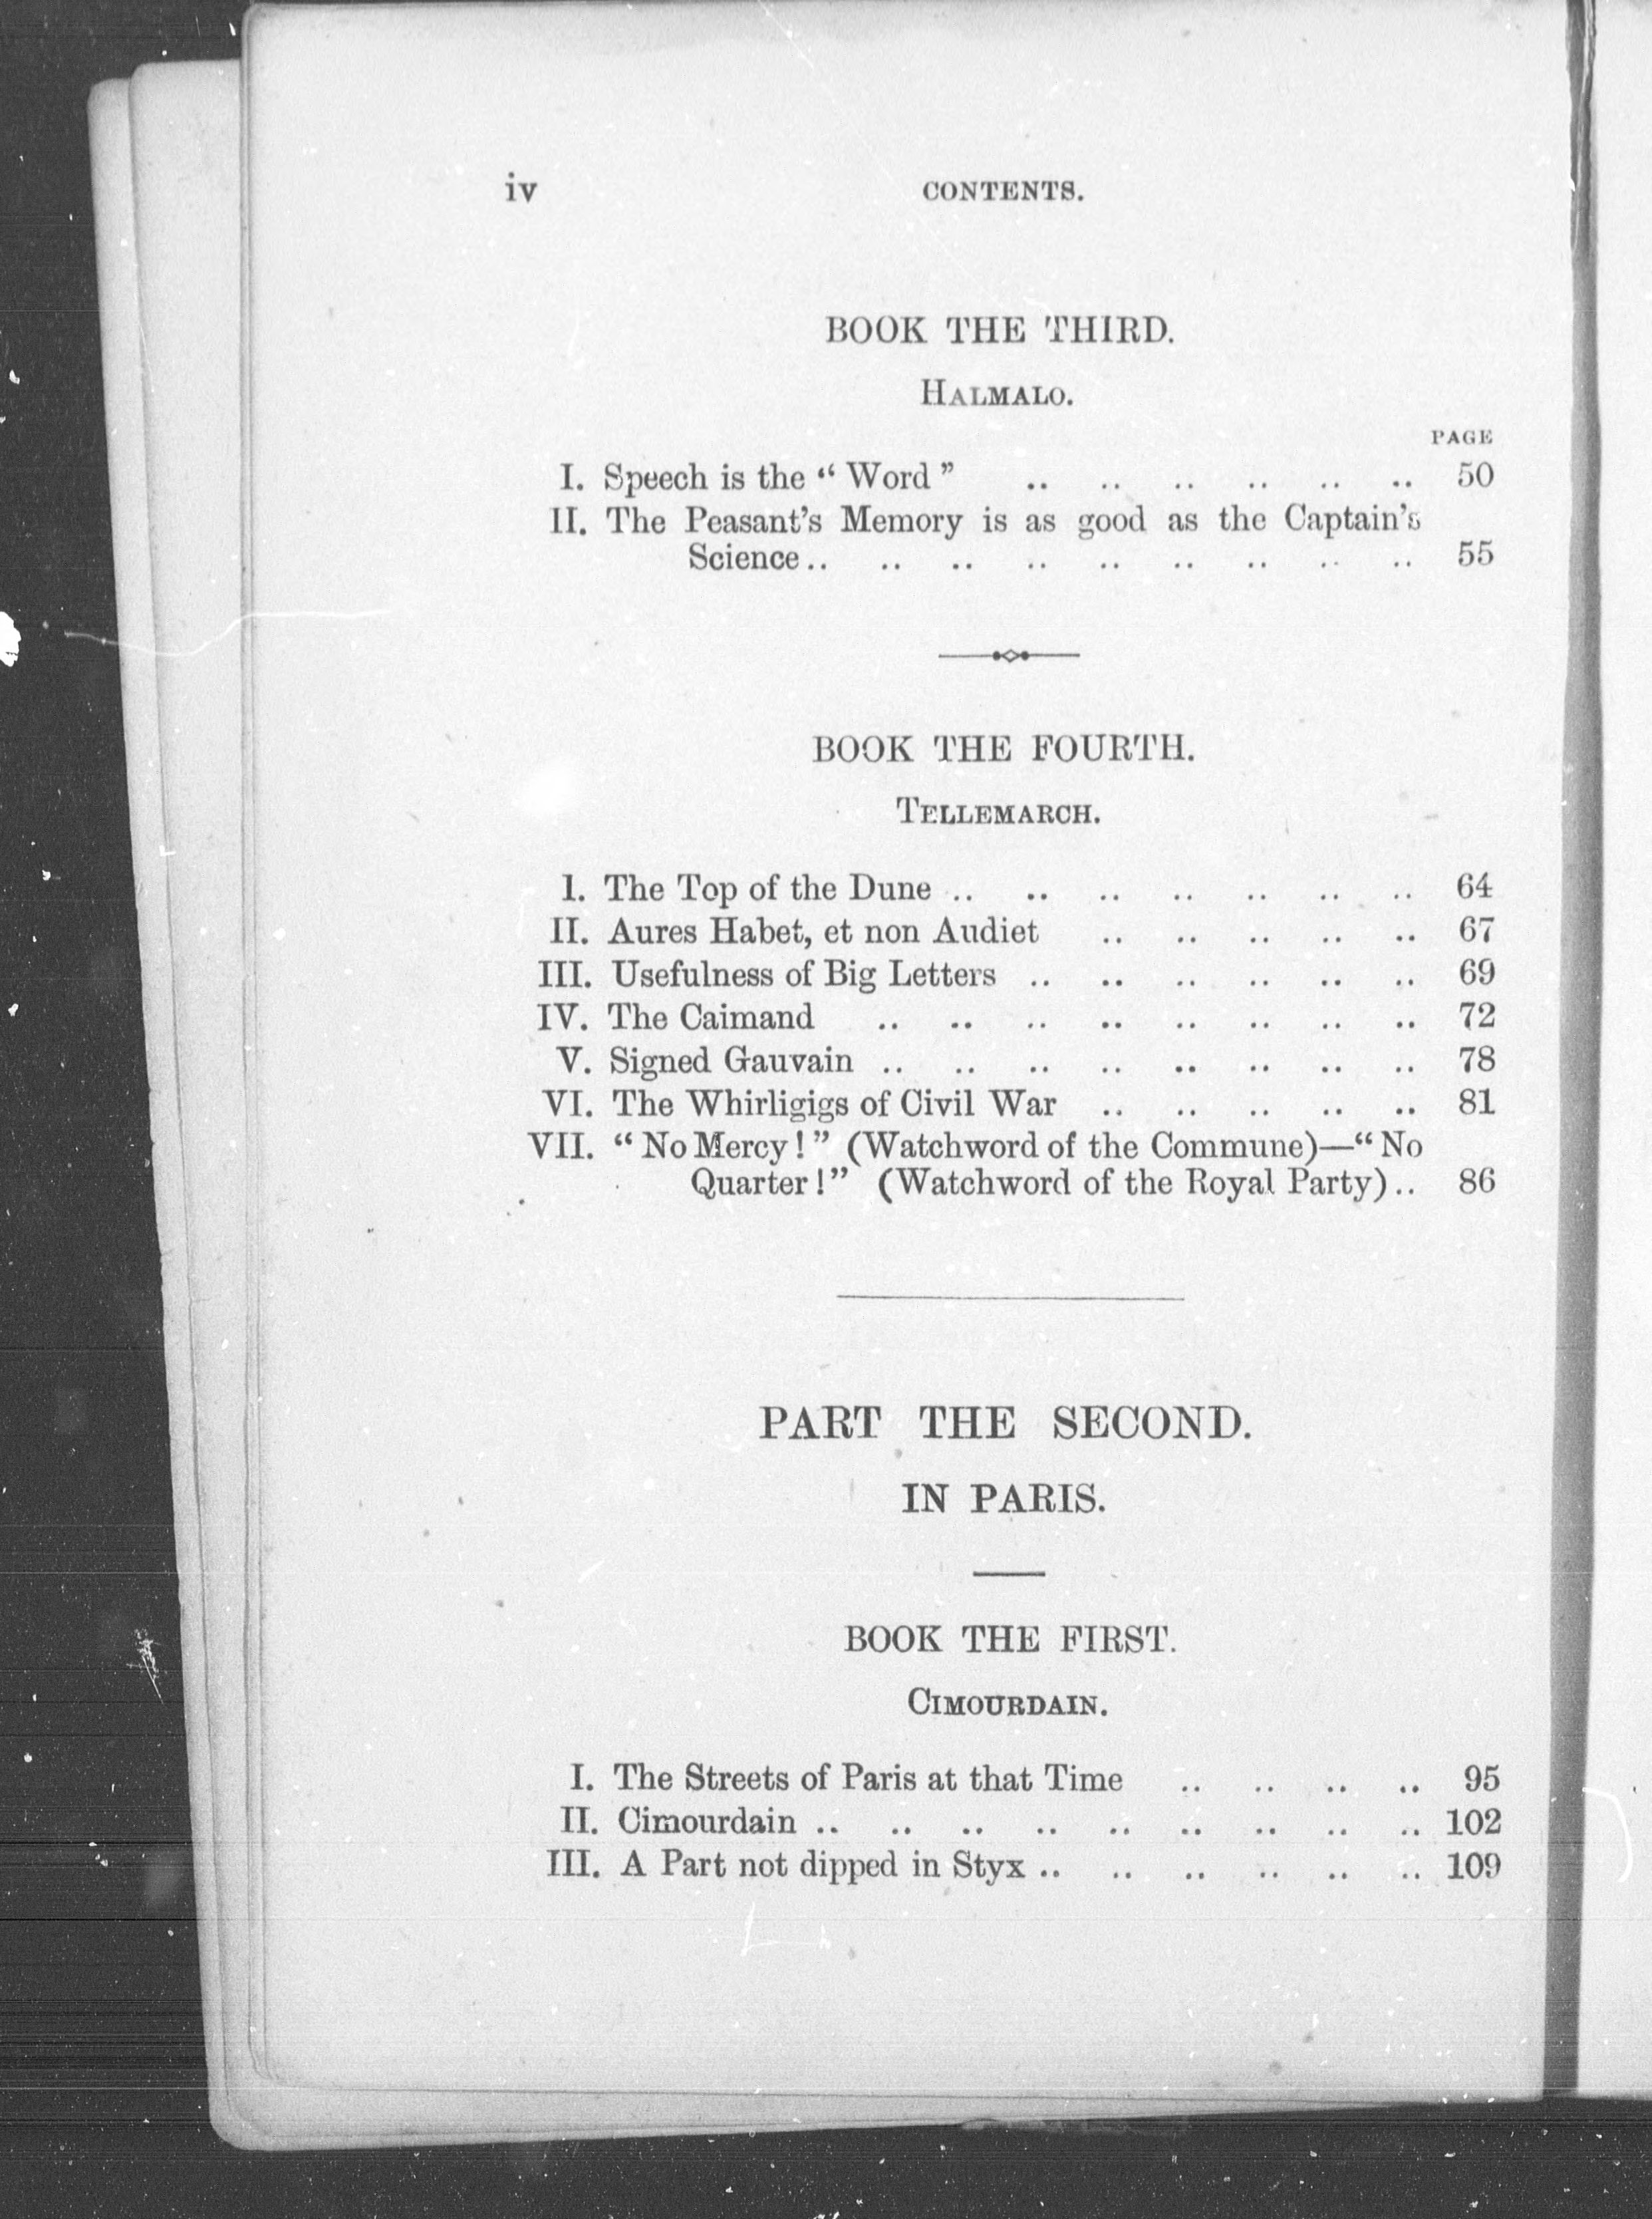 iv CONTENTS.
BOOK THE THIRD.
HALMALO.
PAGE
I. Speech is the “ Word ” .. .. .. .. .. .. 50
II. The Peasant’s Memory is as good as the Captain’s
Science .. .. .. .. .. .. .. .. .. 55
BOOK THE FOURTH.
TELLEMARCH.
I. The Top of the Dune .. .. .. .. .. .. .. 64
II. Aures Habet, et non Audiet .. .. .. .. .. 67
III. Usefulness of Big Letters .. .. .. .. .. .. 69
IV. The Caimand .. .. .. .. .. .. .. .. 72
V. Signed Gauvain .. .. .. .. .. .. .. .. 78
VI. The Whirligigs of Civil War .. .. .. .. .. 81
VII. “ No Mercy ! ” (Watchword of the Commune)—“ No
Quarter ! ” (Watchword of the Royal Party) .. 86
PART THE SECOND.
IN PARIS.
BOOK THE FIRST.
CIMOURDAIN.
I. The Streets of Paris at that Time .. .. .. .. 95
II. Cimourdain .. .. .. .. .. .. .. .. .. 102
III. A Part not dipped in Styx .. .. .. .. .. .. 109